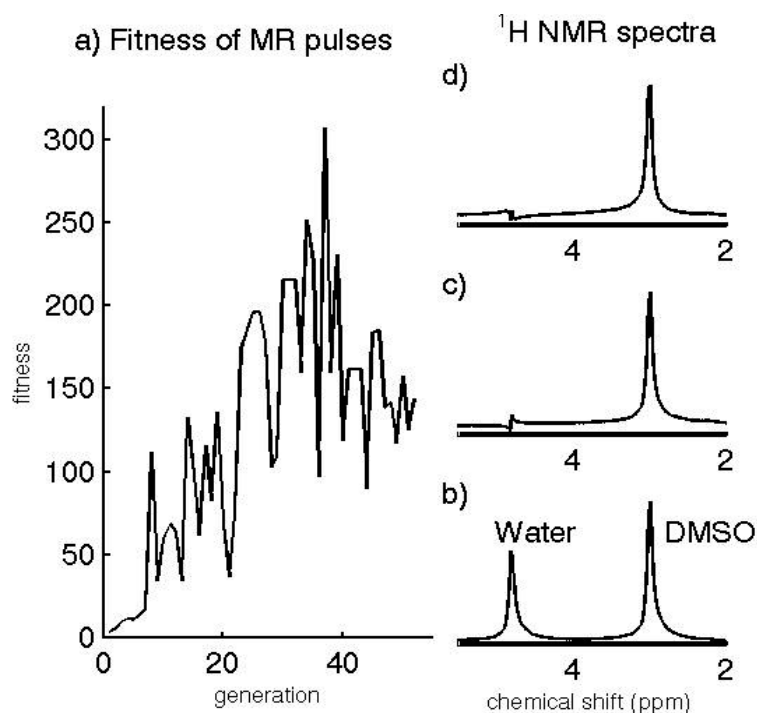 a) Fitness of MR pulses
300
250
200
150
100
50
0
fitness
0 20 40
generation
¹H NMR spectra
d)
4 2
c)
4 2
b)
Water DMSO
4 2
chemical shift (ppm)